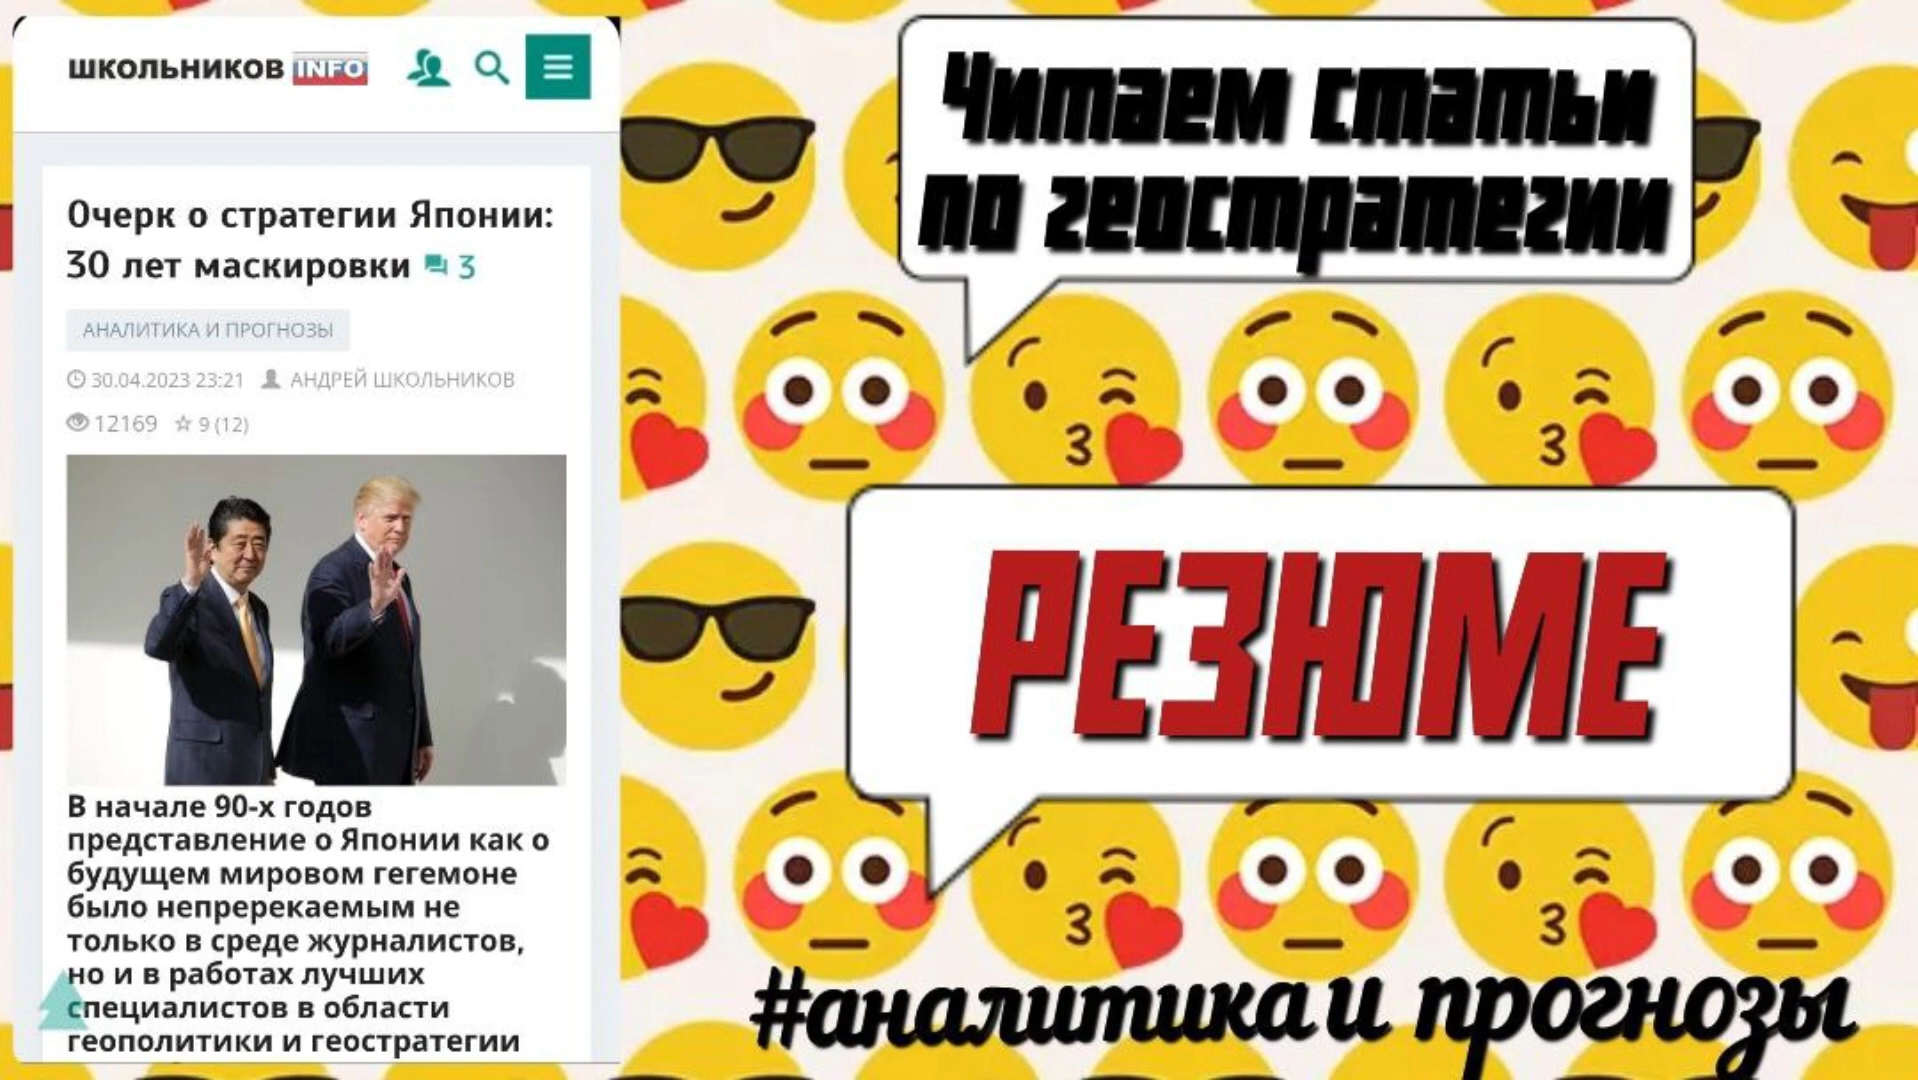 ШКОЛЬНИКОВ INFO
Очерк о стратегии Японии:
30 лет маскировки 3
АНАЛИТИКА И ПРОГНОЗЫ
30.04.2023 23:21 АНДРЕЙ ШКОЛЬНИКОВ
12169 9 (12)
В начале 90-х годов
представление о Японии как о
будущем мировом гегемоне
было непререкаемым не
только в среде журналистов,
но и в работах лучших
специалистов в области
геополитики и геостратегии
Читаем статьи
по геостратегии
РЕЗЮМЕ
#аналитика и прогнозы